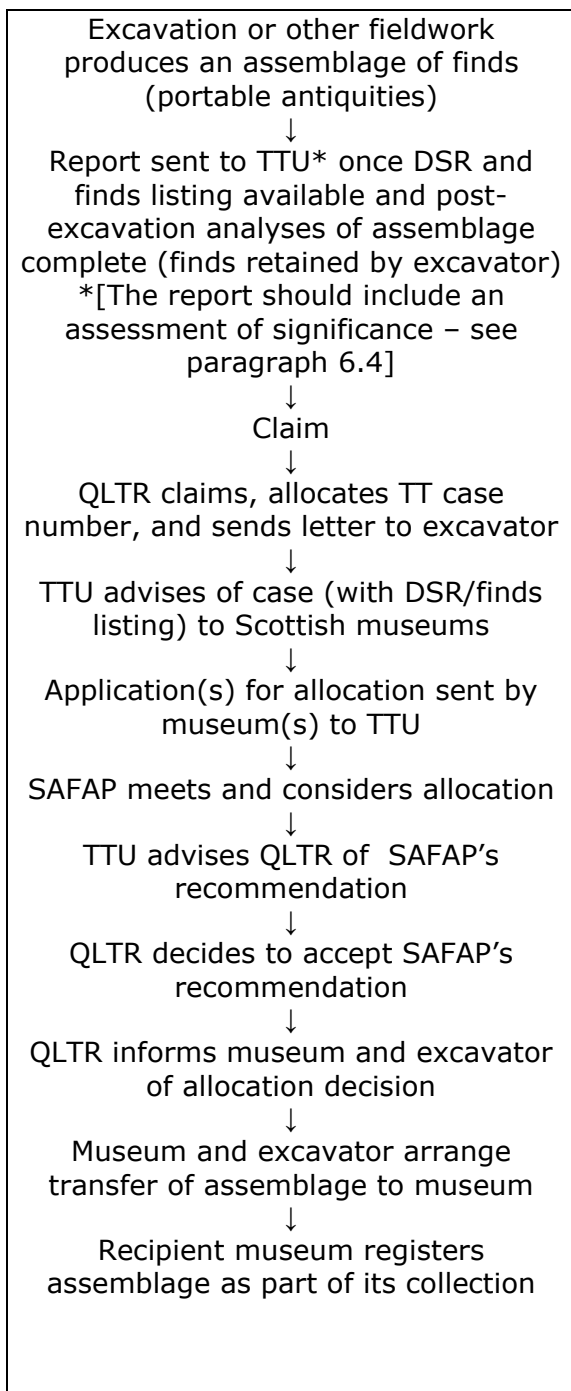 Excavation or other fieldwork
produces an assemblage of finds
(portable antiquities)
↓
Report sent to TTU* once DSR and
finds listing available and post-
excavation analyses of assemblage
complete (finds retained by excavator)
*[The report should include an
assessment of significance – see
paragraph 6.4]
↓
Claim
↓
QLTR claims, allocates TT case
number, and sends letter to excavator
↓
TTU advises of case (with DSR/finds
listing) to Scottish museums
↓
Application(s) for allocation sent by
museum(s) to TTU
↓
SAFAP meets and considers allocation
↓
TTU advises QLTR of  SAFAP’s
recommendation
↓
QLTR decides to accept SAFAP’s
recommendation
↓
QLTR informs museum and excavator
of allocation decision
↓
Museum and excavator arrange
transfer of assemblage to museum
↓
Recipient museum registers
assemblage as part of its collection